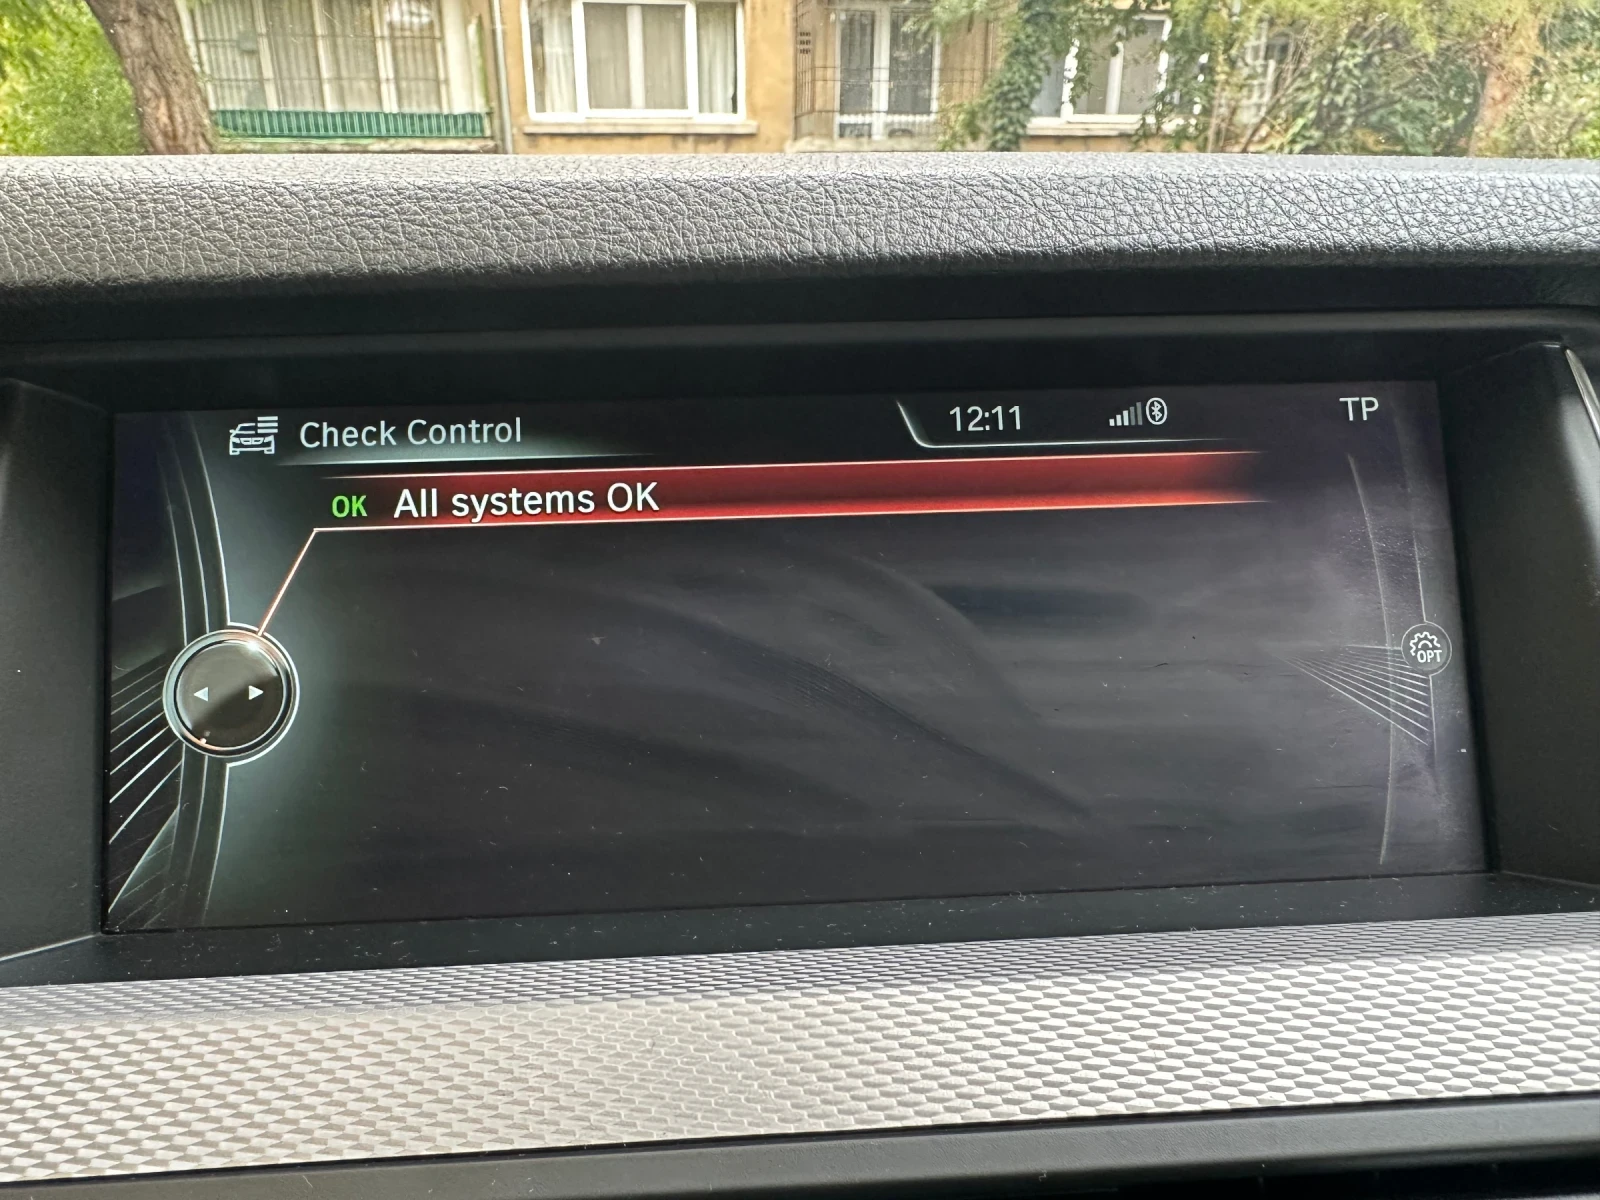 Check Control
12:11
TP
OK All systems OK
OPT